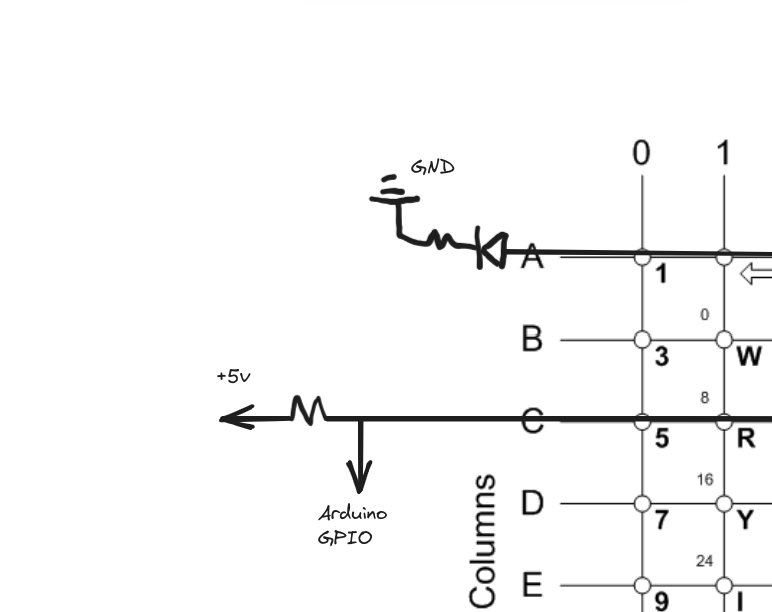 0 1
GND
A
1
0
B
3 W
+5v
8
C
5 R
16
D
7 Y
Arduino
GPIO
24
Columns
E
9 I